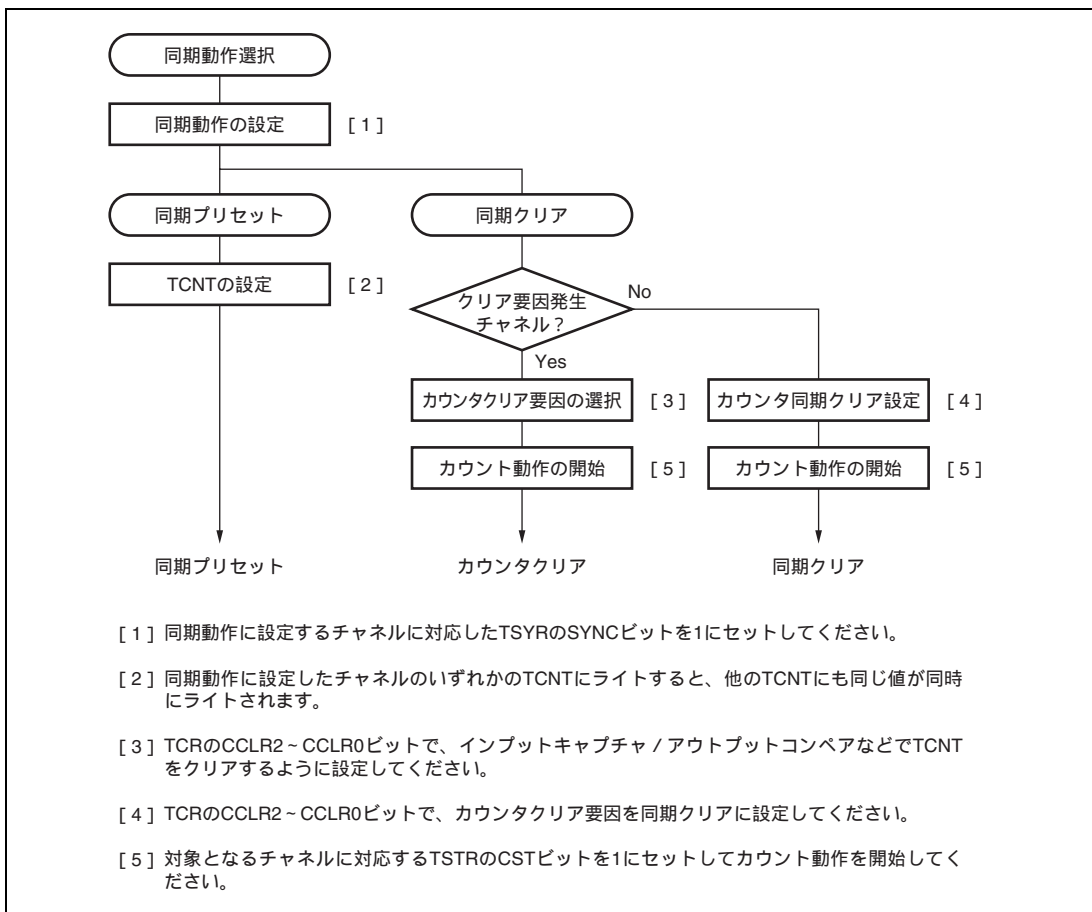 同期動作選択
同期動作の設定 [1]
同期プリセット 同期クリア
TCNTの設定 [2]
クリア要因発生
チャネル?
No
Yes
カウンタクリア要因の選択 [3] カウンタ同期クリア設定 [4]
カウント動作の開始 [5] カウント動作の開始 [5]
同期プリセット カウンタクリア 同期クリア
[1] 同期動作に設定するチャネルに対応したTSYRのSYNCビットを1にセットしてください。
[2] 同期動作に設定したチャネルのいずれかのTCNTにライトすると、他のTCNTにも同じ値が同時
にライトされます。
[3] TCRのCCLR2~CCLR0ビットで、インプットキャプチャ/アウトプットコンペアなどでTCNT
をクリアするように設定してください。
[4] TCRのCCLR2~CCLR0ビットで、カウンタクリア要因を同期クリアに設定してください。
[5] 対象となるチャネルに対応するTSTRのCSTビットを1にセットしてカウント動作を開始してく
ださい。